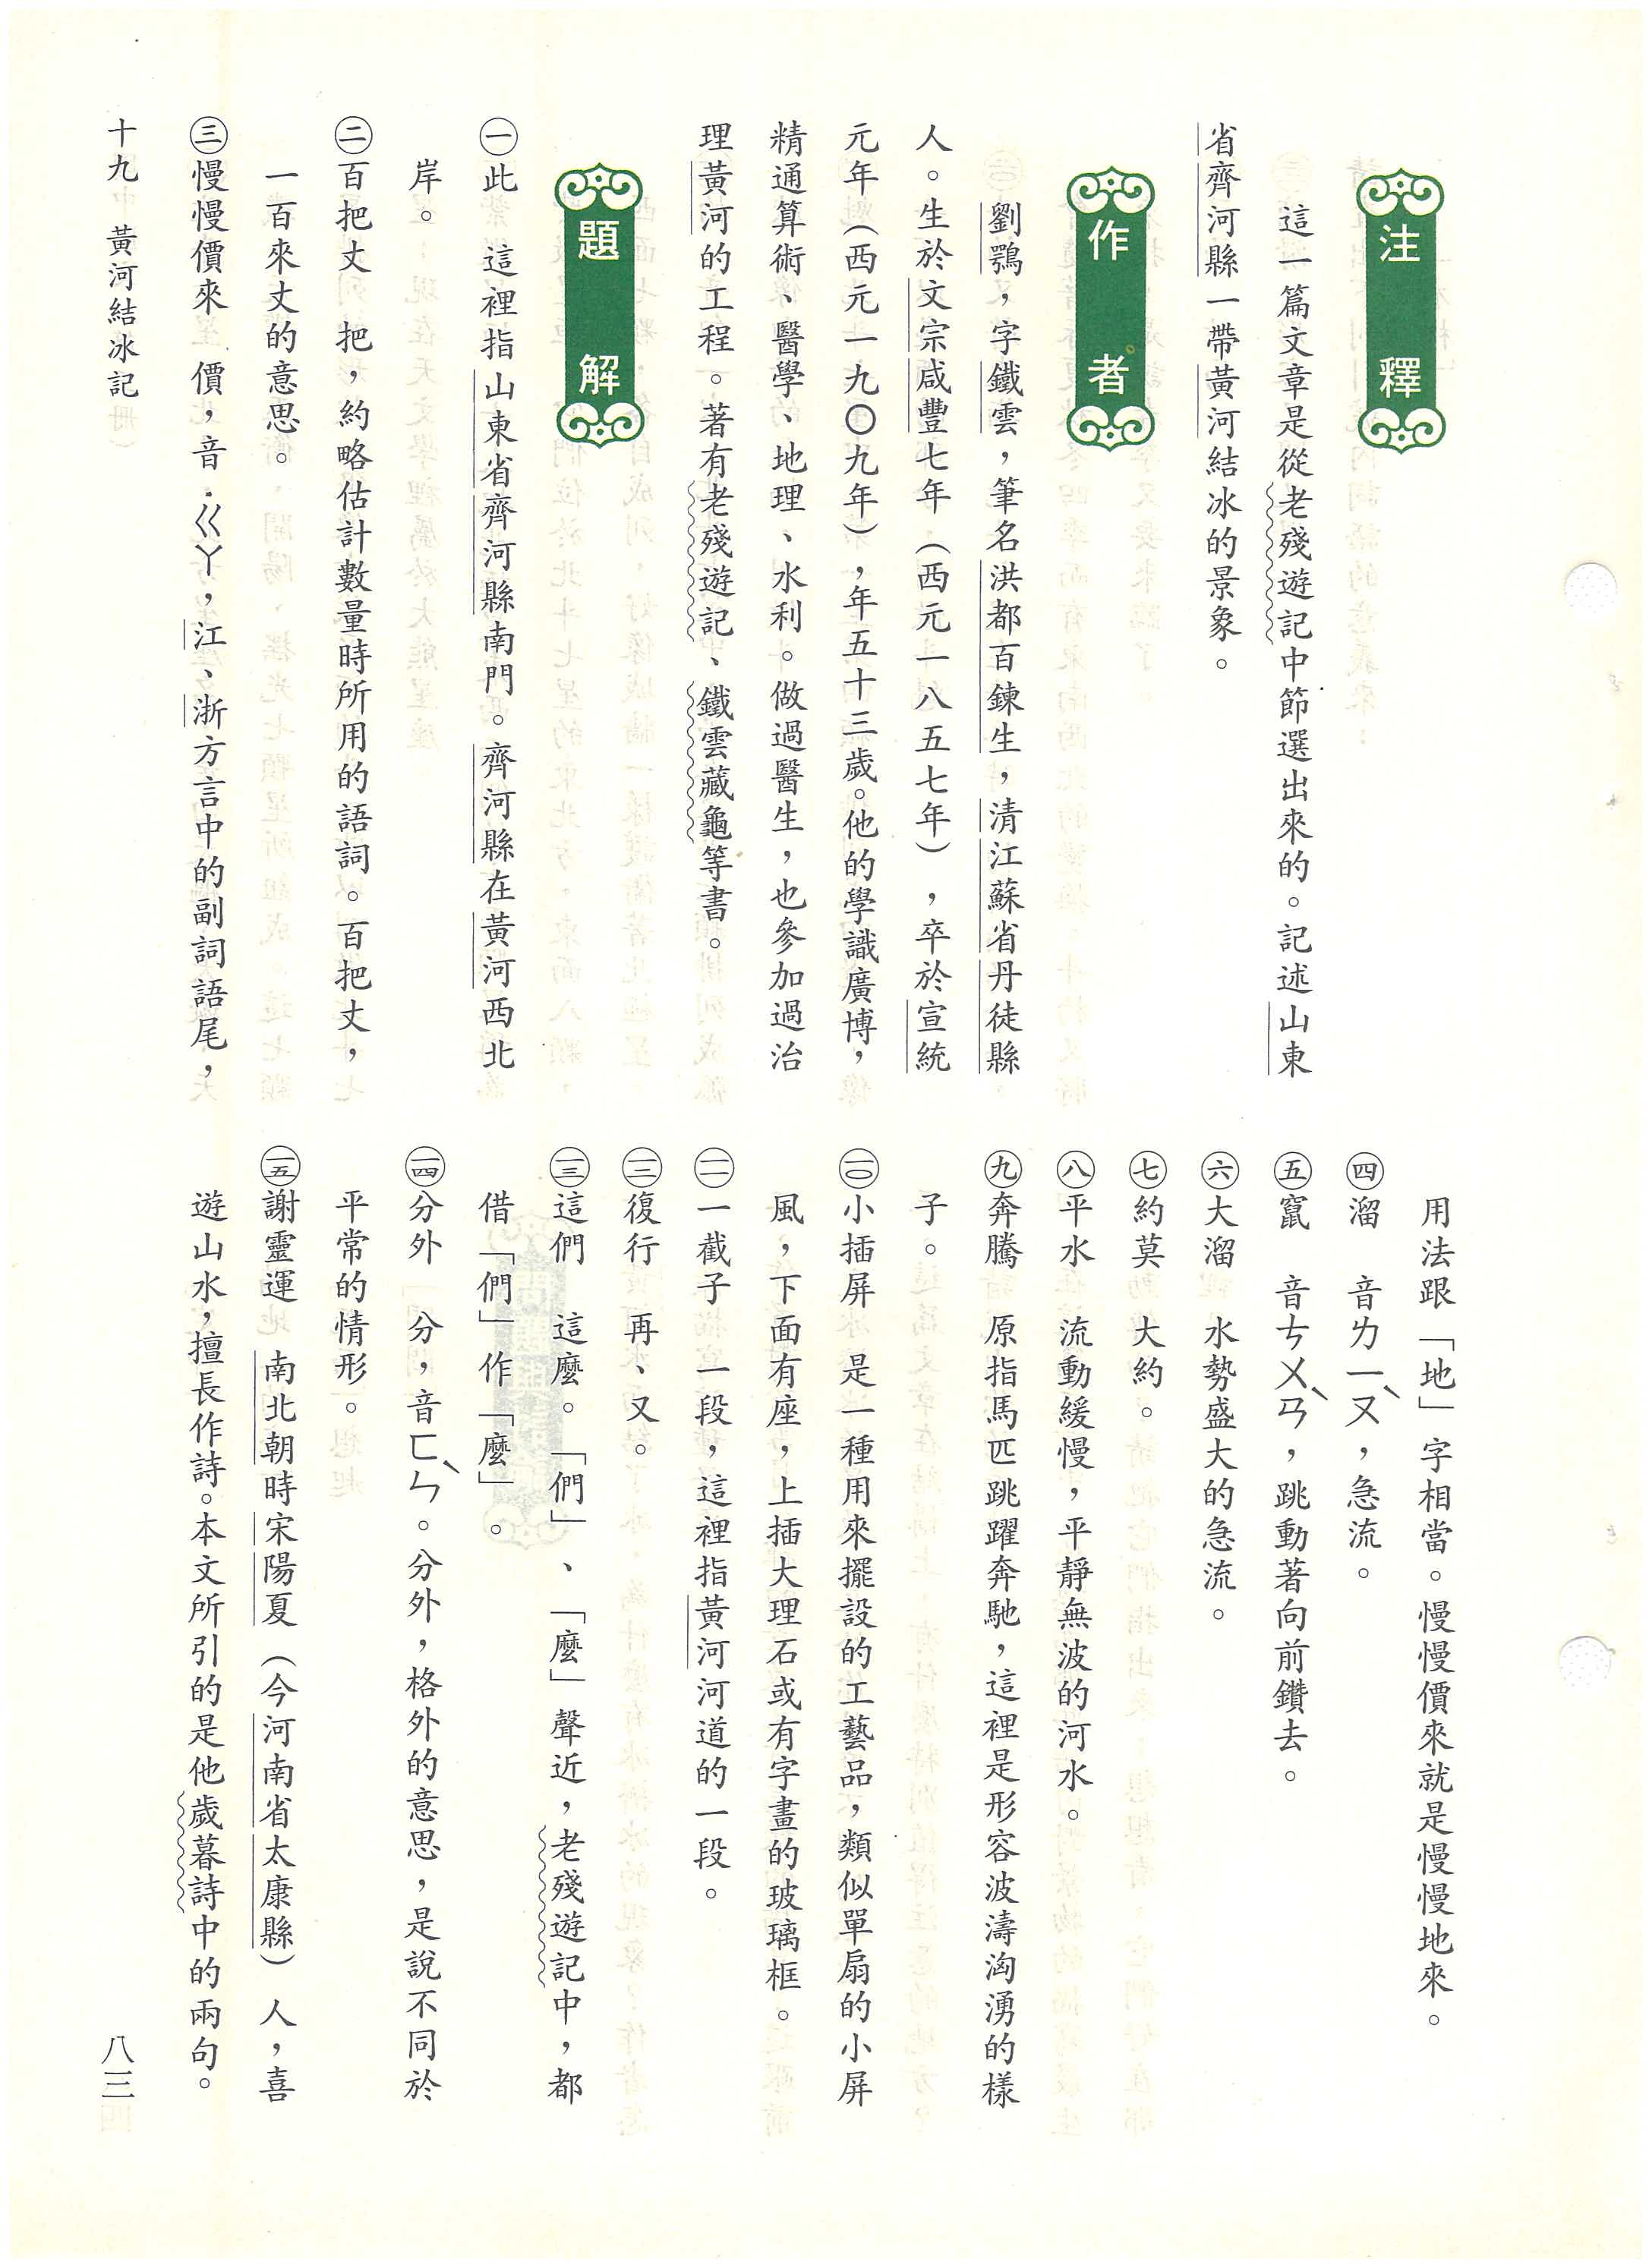 注釋
這一篇文章是從老殘遊記中節選出來的。記述山東
省齊河縣一帶黃河結冰的景象。
作者
劉鶚，字鐵雲，筆名洪都百鍊生，清江蘇省丹徒縣
人。生於文宗咸豐七年（西元一八五七年），卒於宣統
元年（西元一九〇九年），年五十三歲。他的學識廣博，
精通算術、醫學、地理、水利。做過醫生，也參加過治
理黃河的工程。著有老殘遊記、鐵雲藏龜等書。
題解
㊀此　這裡指山東省齊河縣南門。齊河縣在黃河西北
岸。
㊁百把丈　把，約略估計數量時所用的語詞。百把丈，
一百來丈的意思。
㊂慢慢價來　價，音˙ㄍㄚ，江、浙方言中的副詞語尾，
用法跟「地」字相當。慢慢價來就是慢慢地來。
㊃溜　音ㄌㄧㄡˋ，急流。
㊄竄　音ㄘㄨㄢˋ，跳動著向前鑽去。
㊅大溜　水勢盛大的急流。
㊆約莫　大約。
㊇平水　流動緩慢，平靜無波的河水。
㊈奔騰　原指馬匹跳躍奔馳，這裡是形容波濤洶湧的樣
子。
㊀〇小插屏　是一種用來擺設的工藝品，類似單扇的小屏
風，下面有座，上插大理石或有字畫的玻璃框。
㊀一一截子　一段，這裡指黃河河道的一段。
㊀二復行　再、又。
㊀三這們　這麼。「們」、「麼」聲近，老殘遊記中，都
借「們」作「麼」。
㊀四分外　分，音ㄈㄣˋ。分外，格外的意思，是說不同於
平常的情形。
㊀五謝靈運　南北朝時宋陽夏（今河南省太康縣）人，喜
遊山水，擅長作詩。本文所引的是他歲暮詩中的兩句。
十九　黃河結冰記
八三